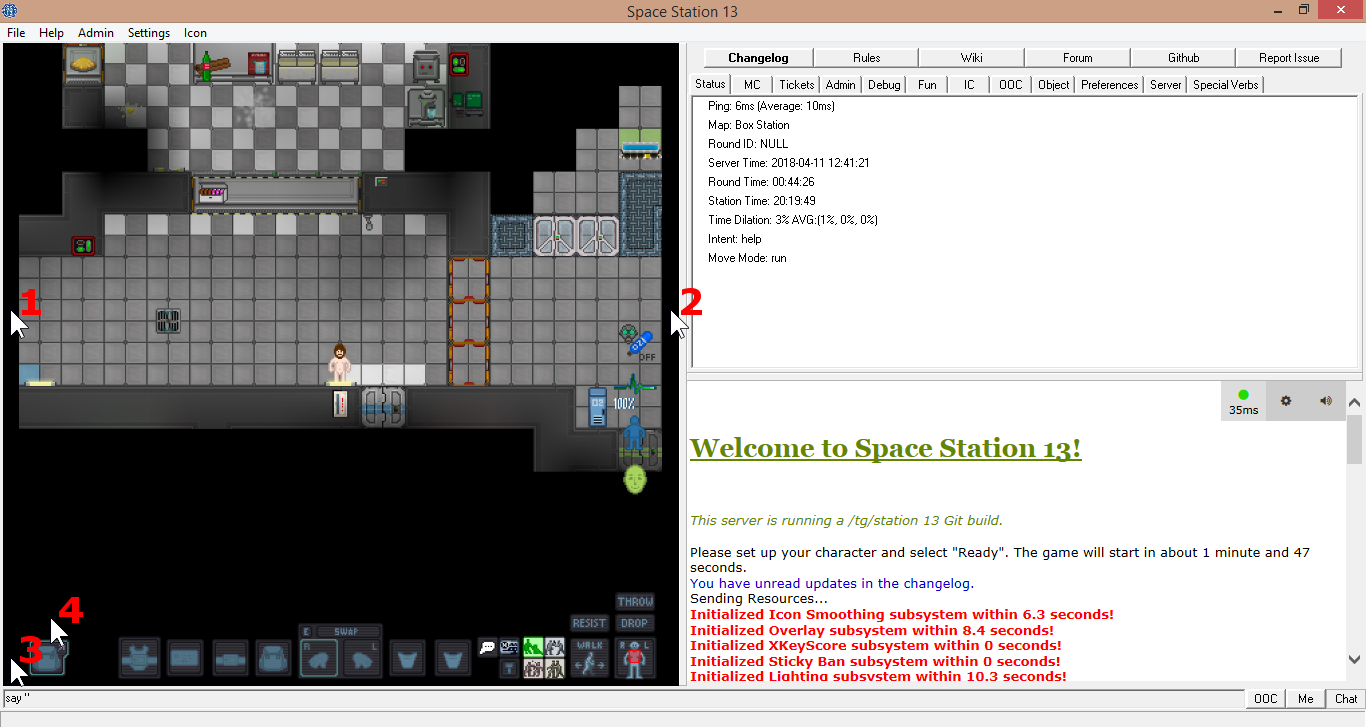 Space Station 13
File Help Admin Settings Icon
Changelog Rules Wiki Forum Github Report Issue
Status MC Tickets Admin Debug Fun IC OOC Object Preferences Server Special Verbs
Ping: 6ms (Average: 10ms)
Map: Box Station
Round ID: NULL
Server Time: 2018-04-11 12:41:21
Round Time: 00:44:26
Station Time: 20:19:49
Time Dilation: 3% AVG:(1%, 0%, 0%)
Intent: help
Move Mode: run
1
2
OFF
100%
35ms
Welcome to Space Station 13!
This server is running a /tg/station 13 Git build.
Please set up your character and select "Ready". The game will start in about 1 minute and 47
seconds.
You have unread updates in the changelog.
Sending Resources...
Initialized Icon Smoothing subsystem within 6.3 seconds!
Initialized Overlay subsystem within 8.4 seconds!
Initialized XKeyScore subsystem within 0 seconds!
Initialized Sticky Ban subsystem within 0 seconds!
Initialized Lighting subsystem within 10.3 seconds!
4
3
THROW
RESIST DROP
E SWAP
R L
WALK
R L
say "
OOC Me Chat